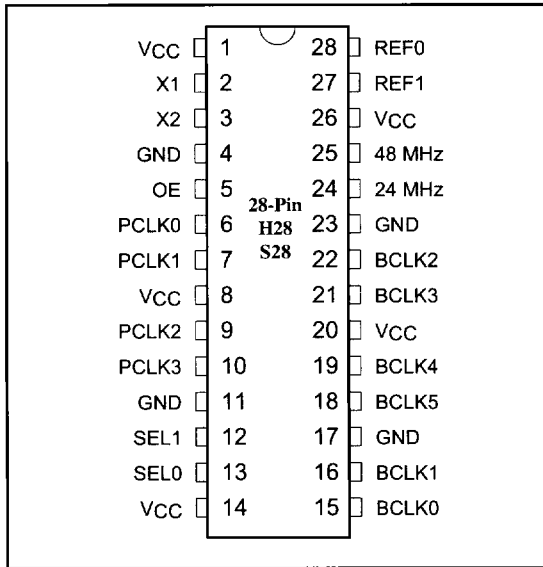 VCC 1 28 REF0
X1 2 27 REF1
X2 3 26 VCC
GND 4 25 48 MHz
OE 5 24 24 MHz
28-Pin
PCLK0 6 23 GND
H28
S28
PCLK1 7 22 BCLK2
VCC 8 21 BCLK3
PCLK2 9 20 VCC
PCLK3 10 19 BCLK4
GND 11 18 BCLK5
SEL1 12 17 GND
SEL0 13 16 BCLK1
VCC 14 15 BCLK0